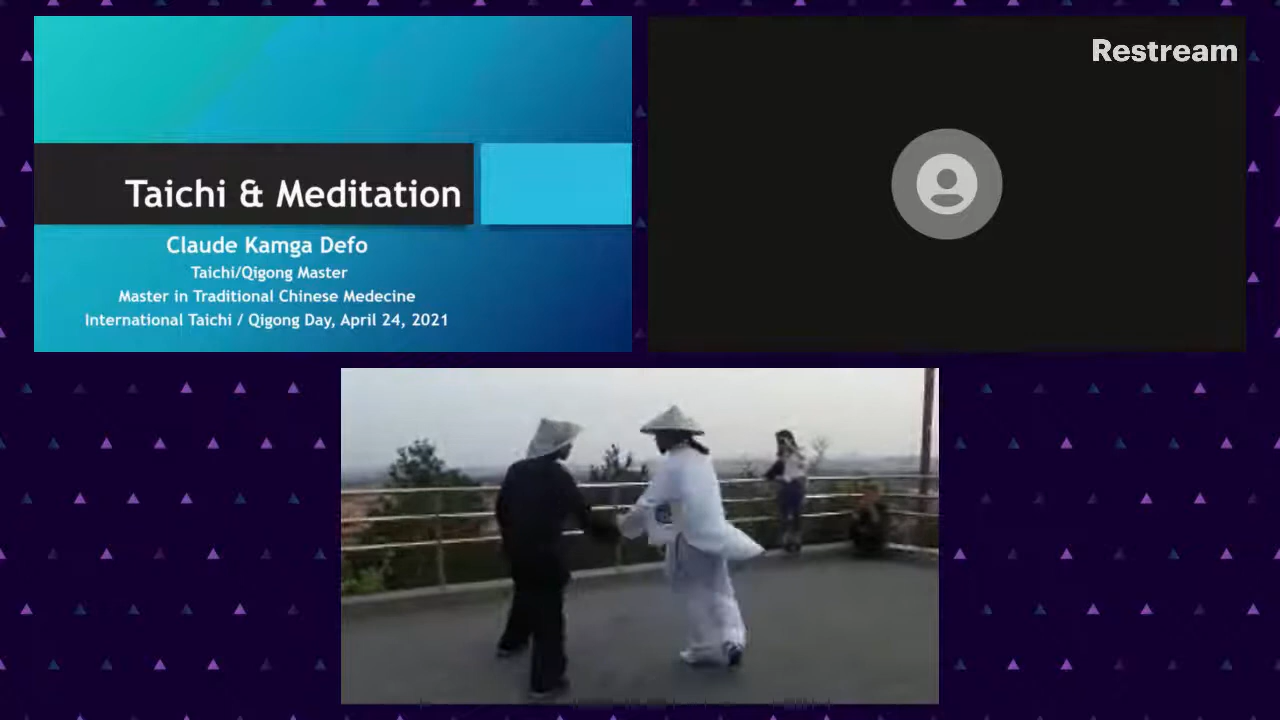 Taichi & Meditation
Claude Kamga Defo
Taichi/Qigong Master
Master in Traditional Chinese Medecine
International Taichi / Qigong Day, April 24, 2021
Restream